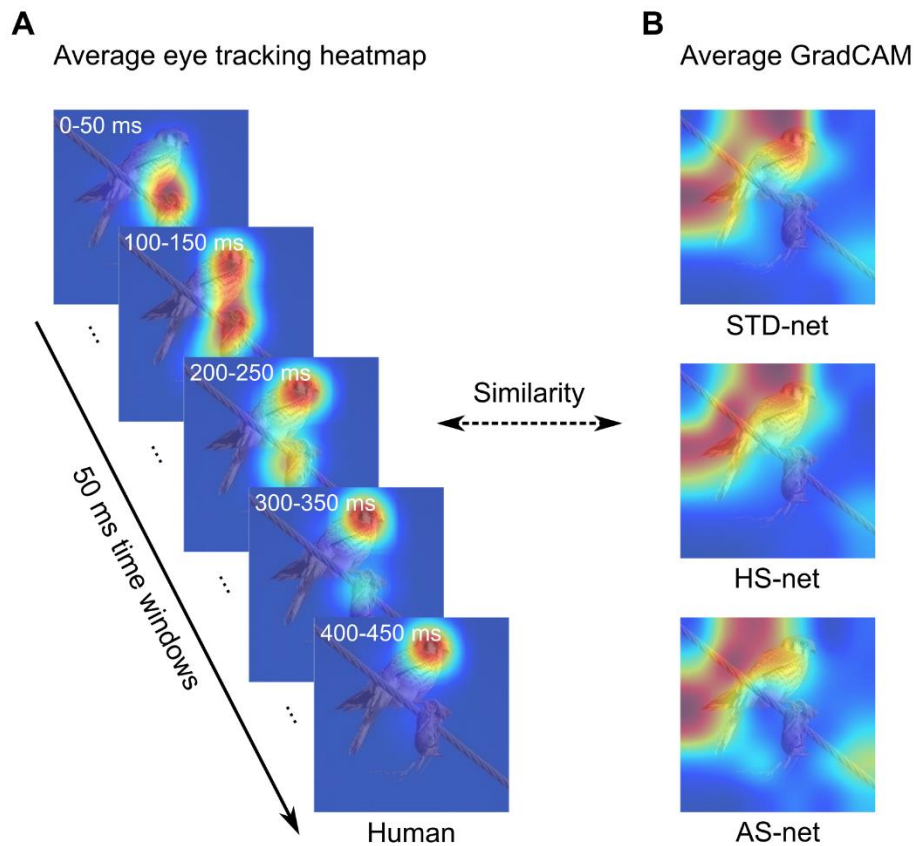 A
Average eye tracking heatmap
0-50 ms
100-150 ms
...
200-250 ms
...
300-350 ms
...
400-450 ms
...
50 ms time windows
Human
Similarity
B
Average GradCAM
STD-net
HS-net
AS-net